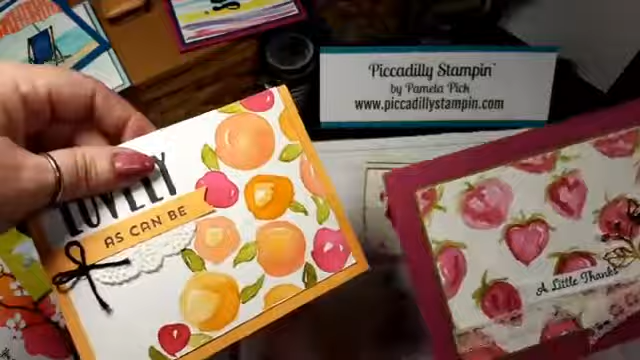 Piccadilly Stampin'
by Pamela Pick
www.piccadillystampin.com
LOVELY
AS CAN BE
A Little Thanks